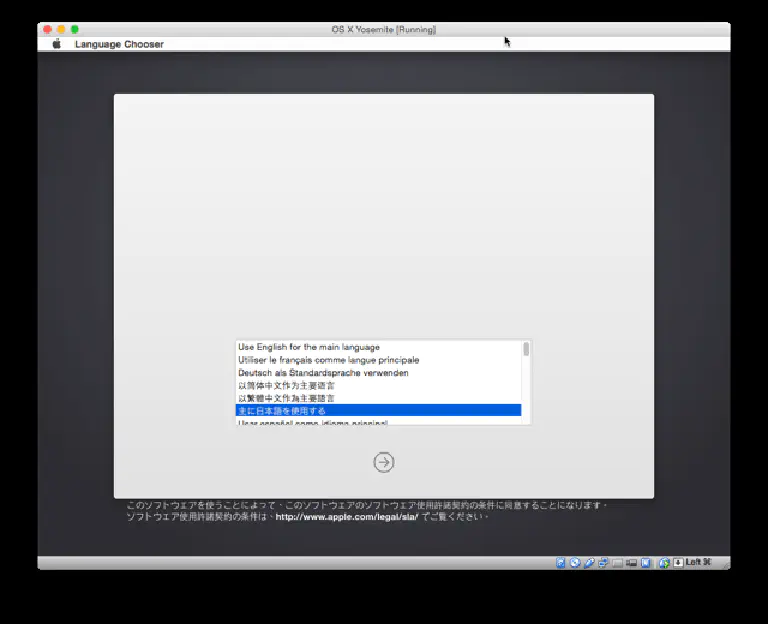 OS X Yosemite [Running]
Language Chooser
Use English for the main language
Utiliser le français comme langue principale
Deutsch als Standardsprache verwenden
以简体中文作为主要语言
以繁體中文作為主要語言
主に日本語を使用する
Usar español como idioma principal
このソフトウェアを使うことによって、このソフトウェアのソフトウェア使用許諾契約の条件に同意することになります。
ソフトウェア使用許諾契約の条件は、http://www.apple.com/legal/sla/ でご覧ください。
Left ⌘